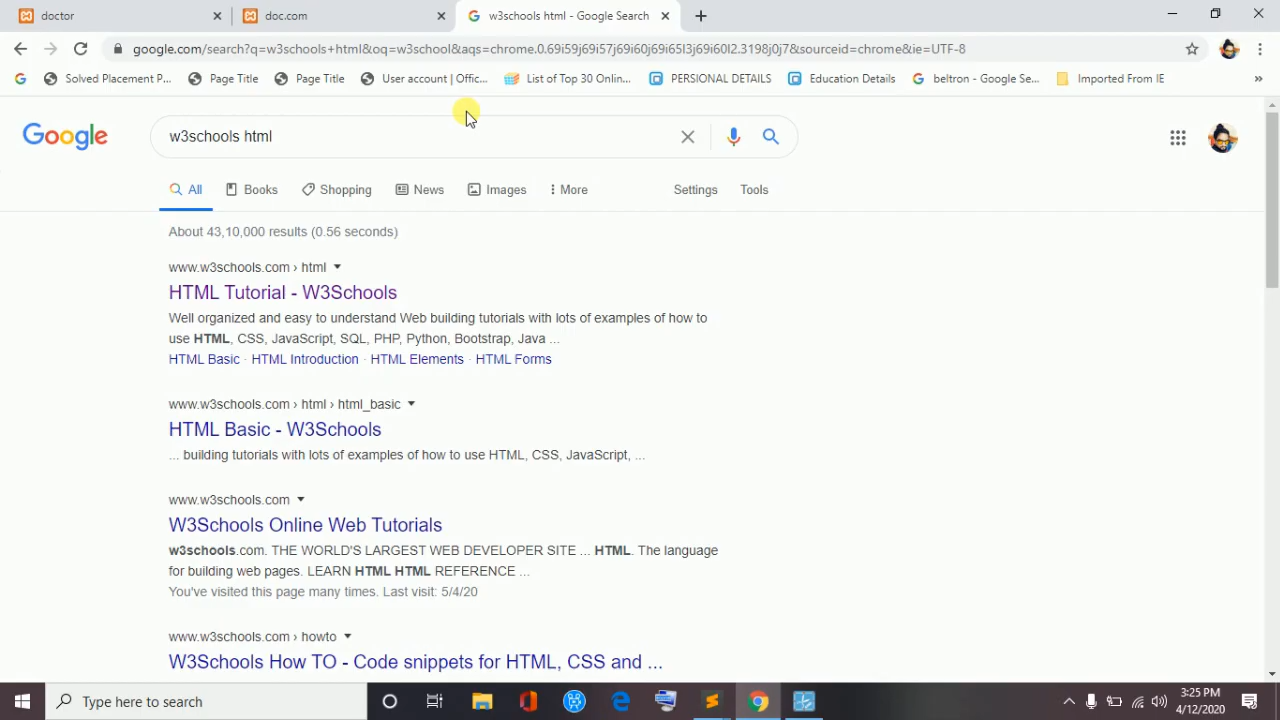 doctor
doc.com
w3schools html - Google Search
google.com/search?q=w3schools+html&oq=w3school&aqs=chrome.0.69i59j69i57j69i60j69i65l3j69i60l2.3198j0j7&sourceid=chrome&ie=UTF-8
Solved Placement P...
Page Title
Page Title
User account | Offic...
List of Top 30 Onlin...
PERSIONAL DETAILS
Education Details
beltron - Google Se...
Imported From IE
Google
w3schools html
All
Books
Shopping
News
Images
More
Settings
Tools
About 43,10,000 results (0.56 seconds)
www.w3schools.com › html
HTML Tutorial - W3Schools
Well organized and easy to understand Web building tutorials with lots of examples of how to
use HTML, CSS, JavaScript, SQL, PHP, Python, Bootstrap, Java ...
HTML Basic · HTML Introduction · HTML Elements · HTML Forms
www.w3schools.com › html › html_basic
HTML Basic - W3Schools
... building tutorials with lots of examples of how to use HTML, CSS, JavaScript, ...
www.w3schools.com
W3Schools Online Web Tutorials
w3schools.com. THE WORLD'S LARGEST WEB DEVELOPER SITE ... HTML. The language
for building web pages. LEARN HTML HTML REFERENCE ...
You've visited this page many times. Last visit: 5/4/20
www.w3schools.com › howto
W3Schools How TO - Code snippets for HTML, CSS and ...
Type here to search
3:25 PM
4/12/2020